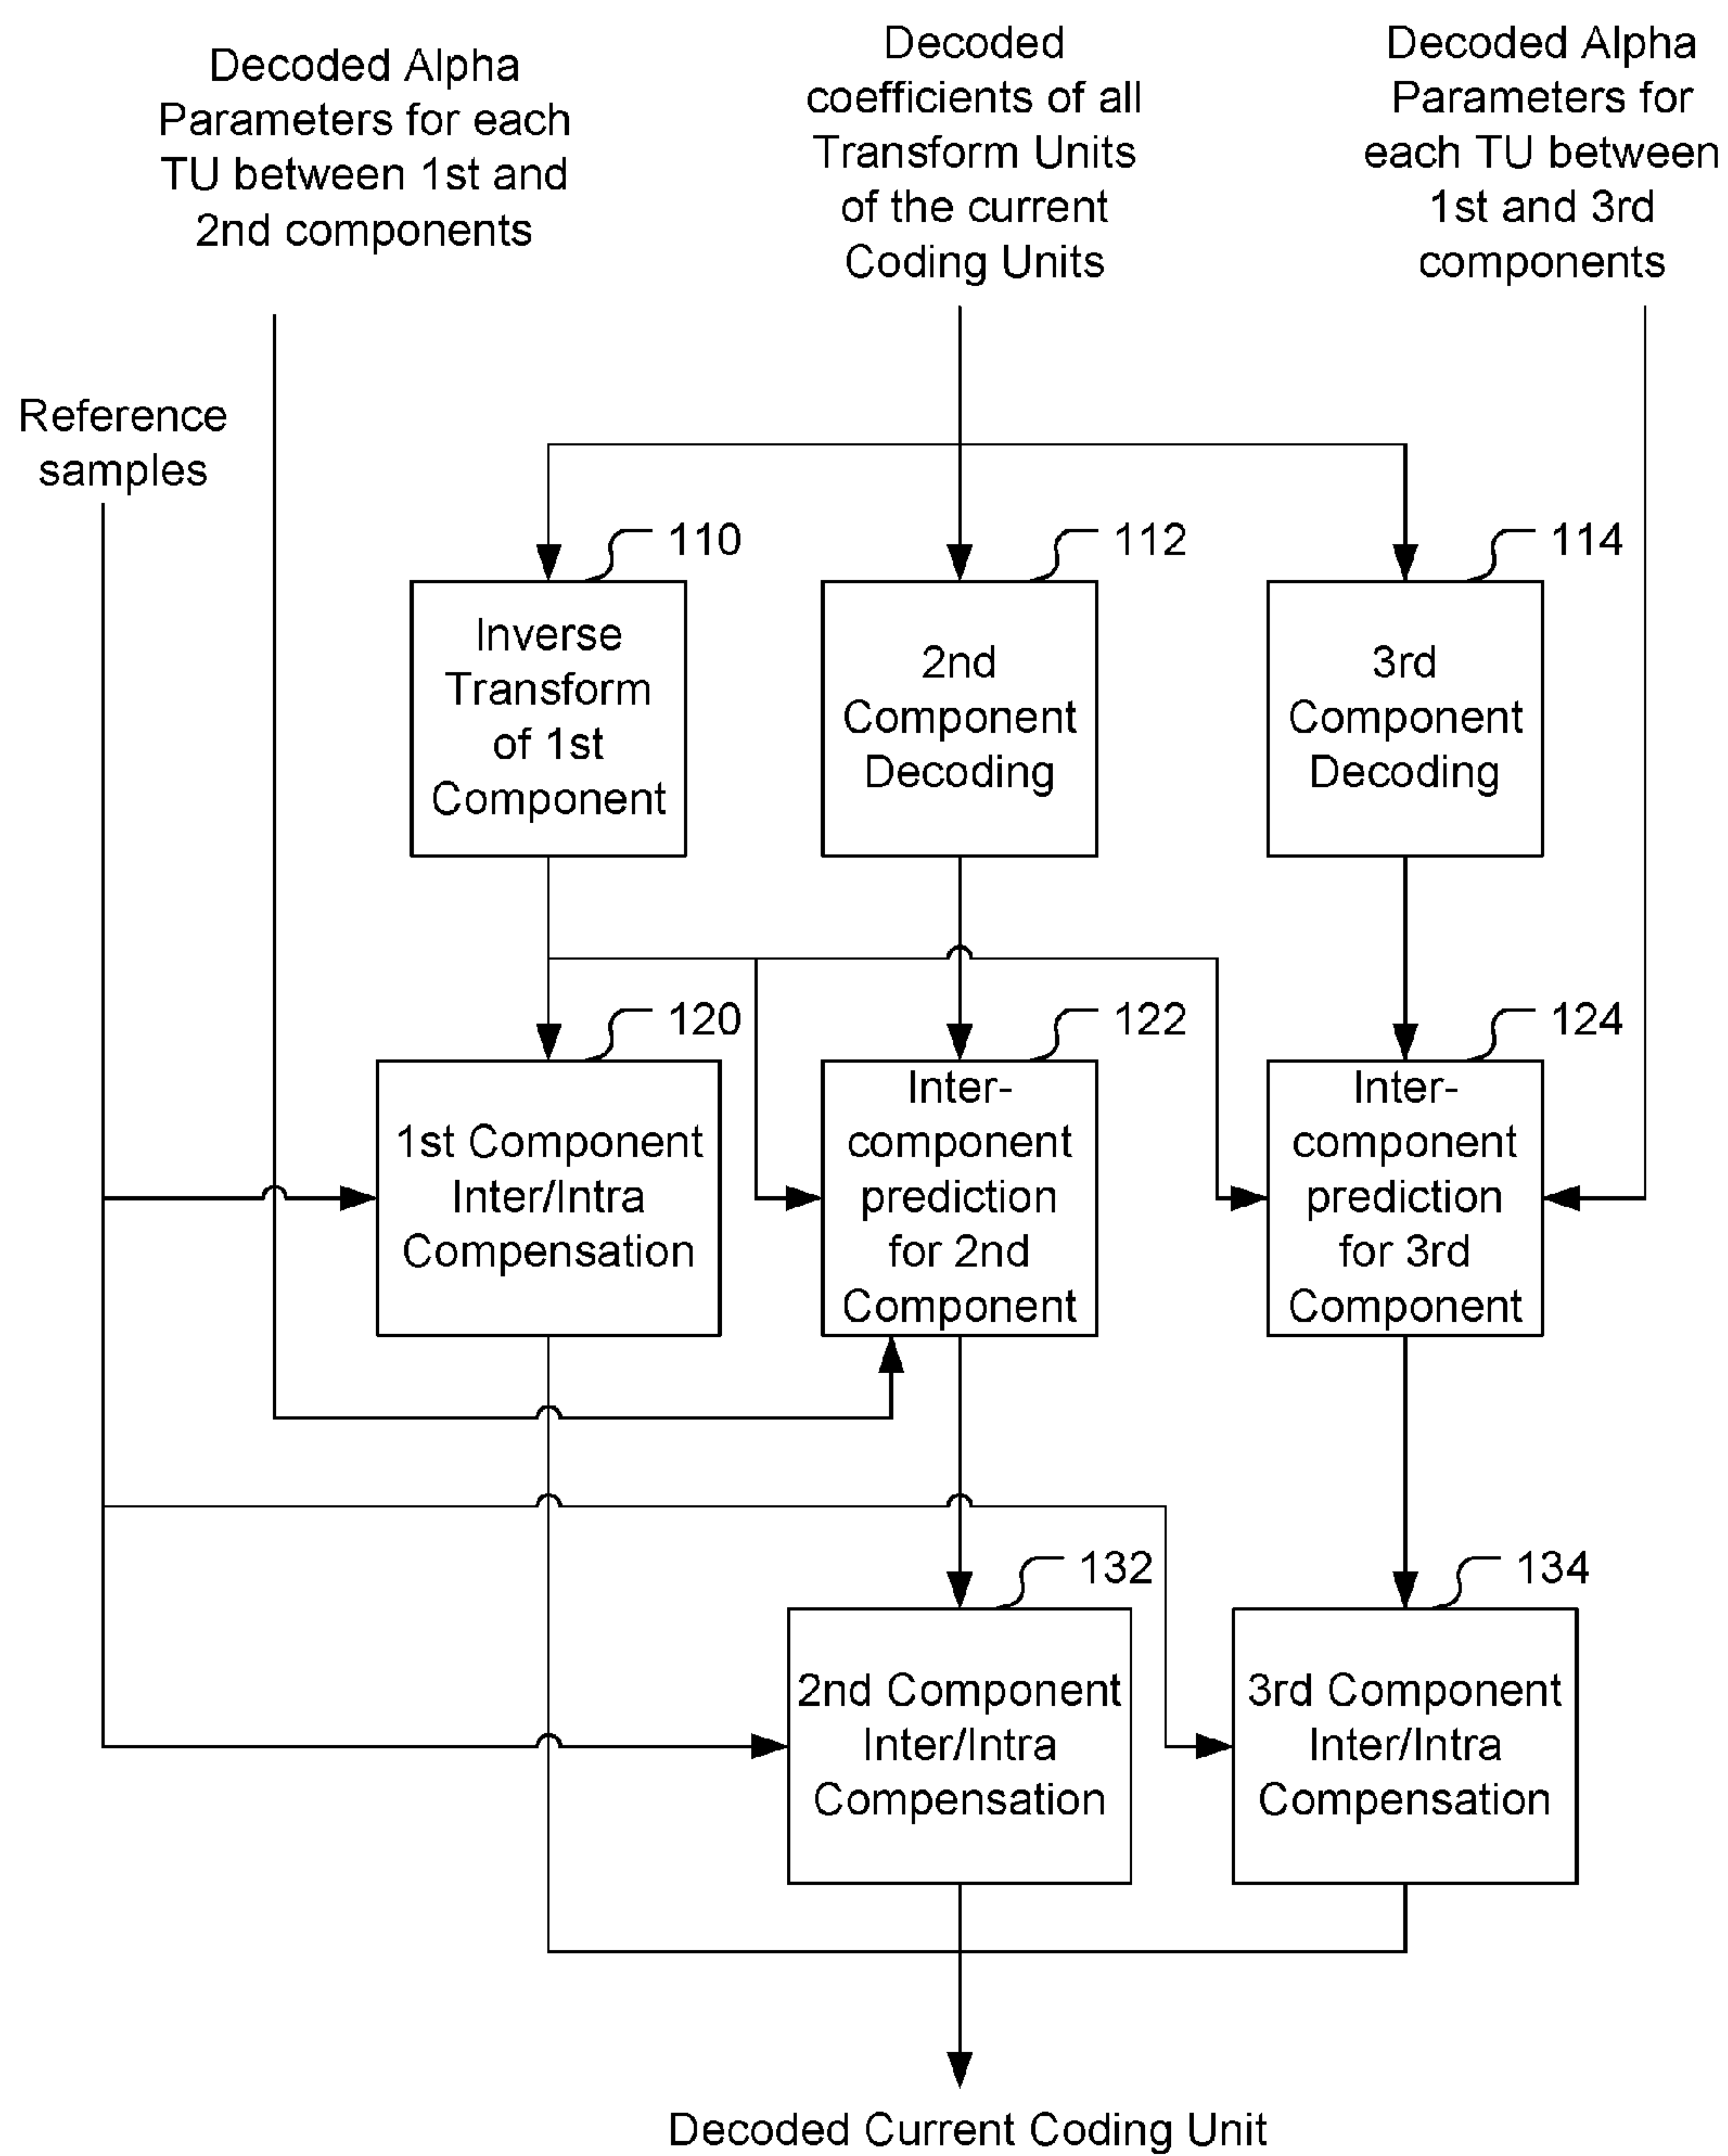 Decoded Alpha
Parameters for each
TU between 1st and
2nd components
Decoded
coefficients of all
Transform Units
of the current
Coding Units
Decoded Alpha
Parameters for
each TU between
1st and 3rd
components
Reference
samples
110
112
114
Inverse
Transform
of 1st
Component
2nd
Component
Decoding
3rd
Component
Decoding
120
122
124
1st Component
Inter/Intra
Compensation
Inter-
component
prediction
for 2nd
Component
Inter-
component
prediction
for 3rd
Component
132
134
2nd Component
Inter/Intra
Compensation
3rd Component
Inter/Intra
Compensation
Decoded Current Coding Unit